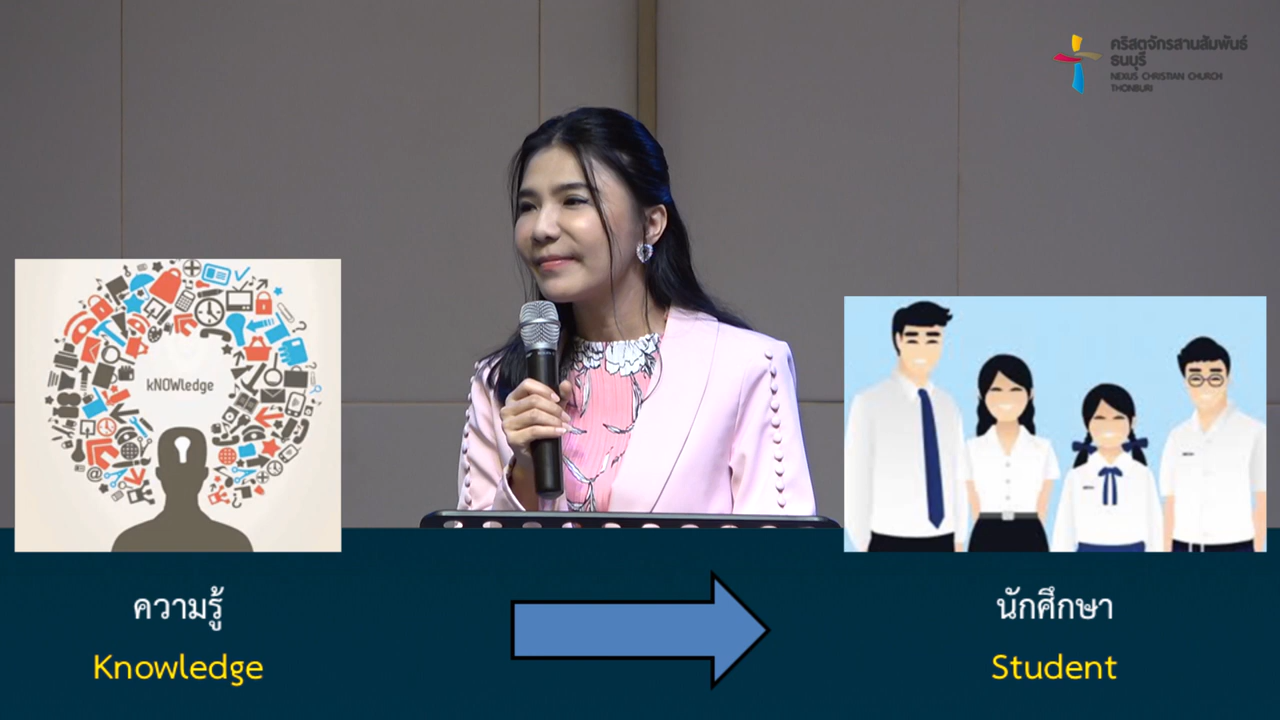 คริสตจักรสานสัมพันธ์
ธนบุรี
NEXUS CHRISTIAN CHURCH
THONBURI
kNOWledge
ความรู้
Knowledge
นักศึกษา
Student